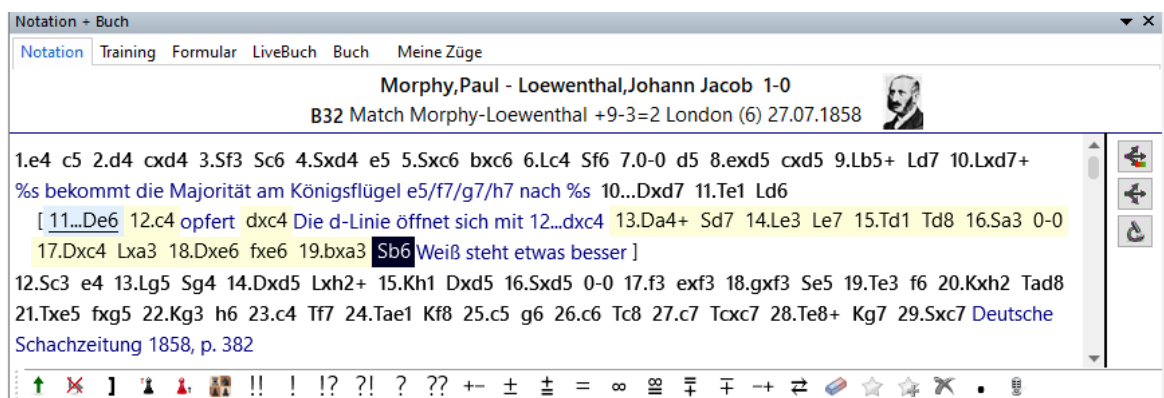 Notation + Buch
Notation Training Formular LiveBuch Buch Meine Züge
Morphy,Paul - Loewenthal,Johann Jacob 1-0
B32 Match Morphy-Loewenthal +9-3=2 London (6) 27.07.1858
1.e4 c5 2.d4 cxd4 3.Sf3 Sc6 4.Sxd4 e5 5.Sxc6 bxc6 6.Lc4 Sf6 7.0-0 d5 8.exd5 cxd5 9.Lb5+ Ld7 10.Lxd7+
%s bekommt die Majorität am Königsflügel e5/f7/g7/h7 nach %s 10...Dxd7 11.Te1 Ld6
[ 11...De6 12.c4 opfert dxc4 Die d-Linie öffnet sich mit 12...dxc4 13.Da4+ Sd7 14.Le3 Le7 15.Td1 Td8 16.Sa3 0-0
17.Dxc4 Lxa3 18.Dxe6 fxe6 19.bxa3 Sb6 Weiß steht etwas besser ]
12.Sc3 e4 13.Lg5 Sg4 14.Dxd5 Lxh2+ 15.Kh1 Dxd5 16.Sxd5 0-0 17.f3 exf3 18.gxf3 Se5 19.Te3 f6 20.Kxh2 Tad8
21.Txe5 fxg5 22.Kg3 h6 23.c4 Tf7 24.Tae1 Kf8 25.c5 g6 26.c6 Tc8 27.c7 Tcxc7 28.Te8+ Kg7 29.Sxc7 Deutsche
Schachzeitung 1858, p. 382
] !! ! !? ?! ? ?? +− ± ⩲ = ∞ ≅ ⩱ ∓ −+ ⇄